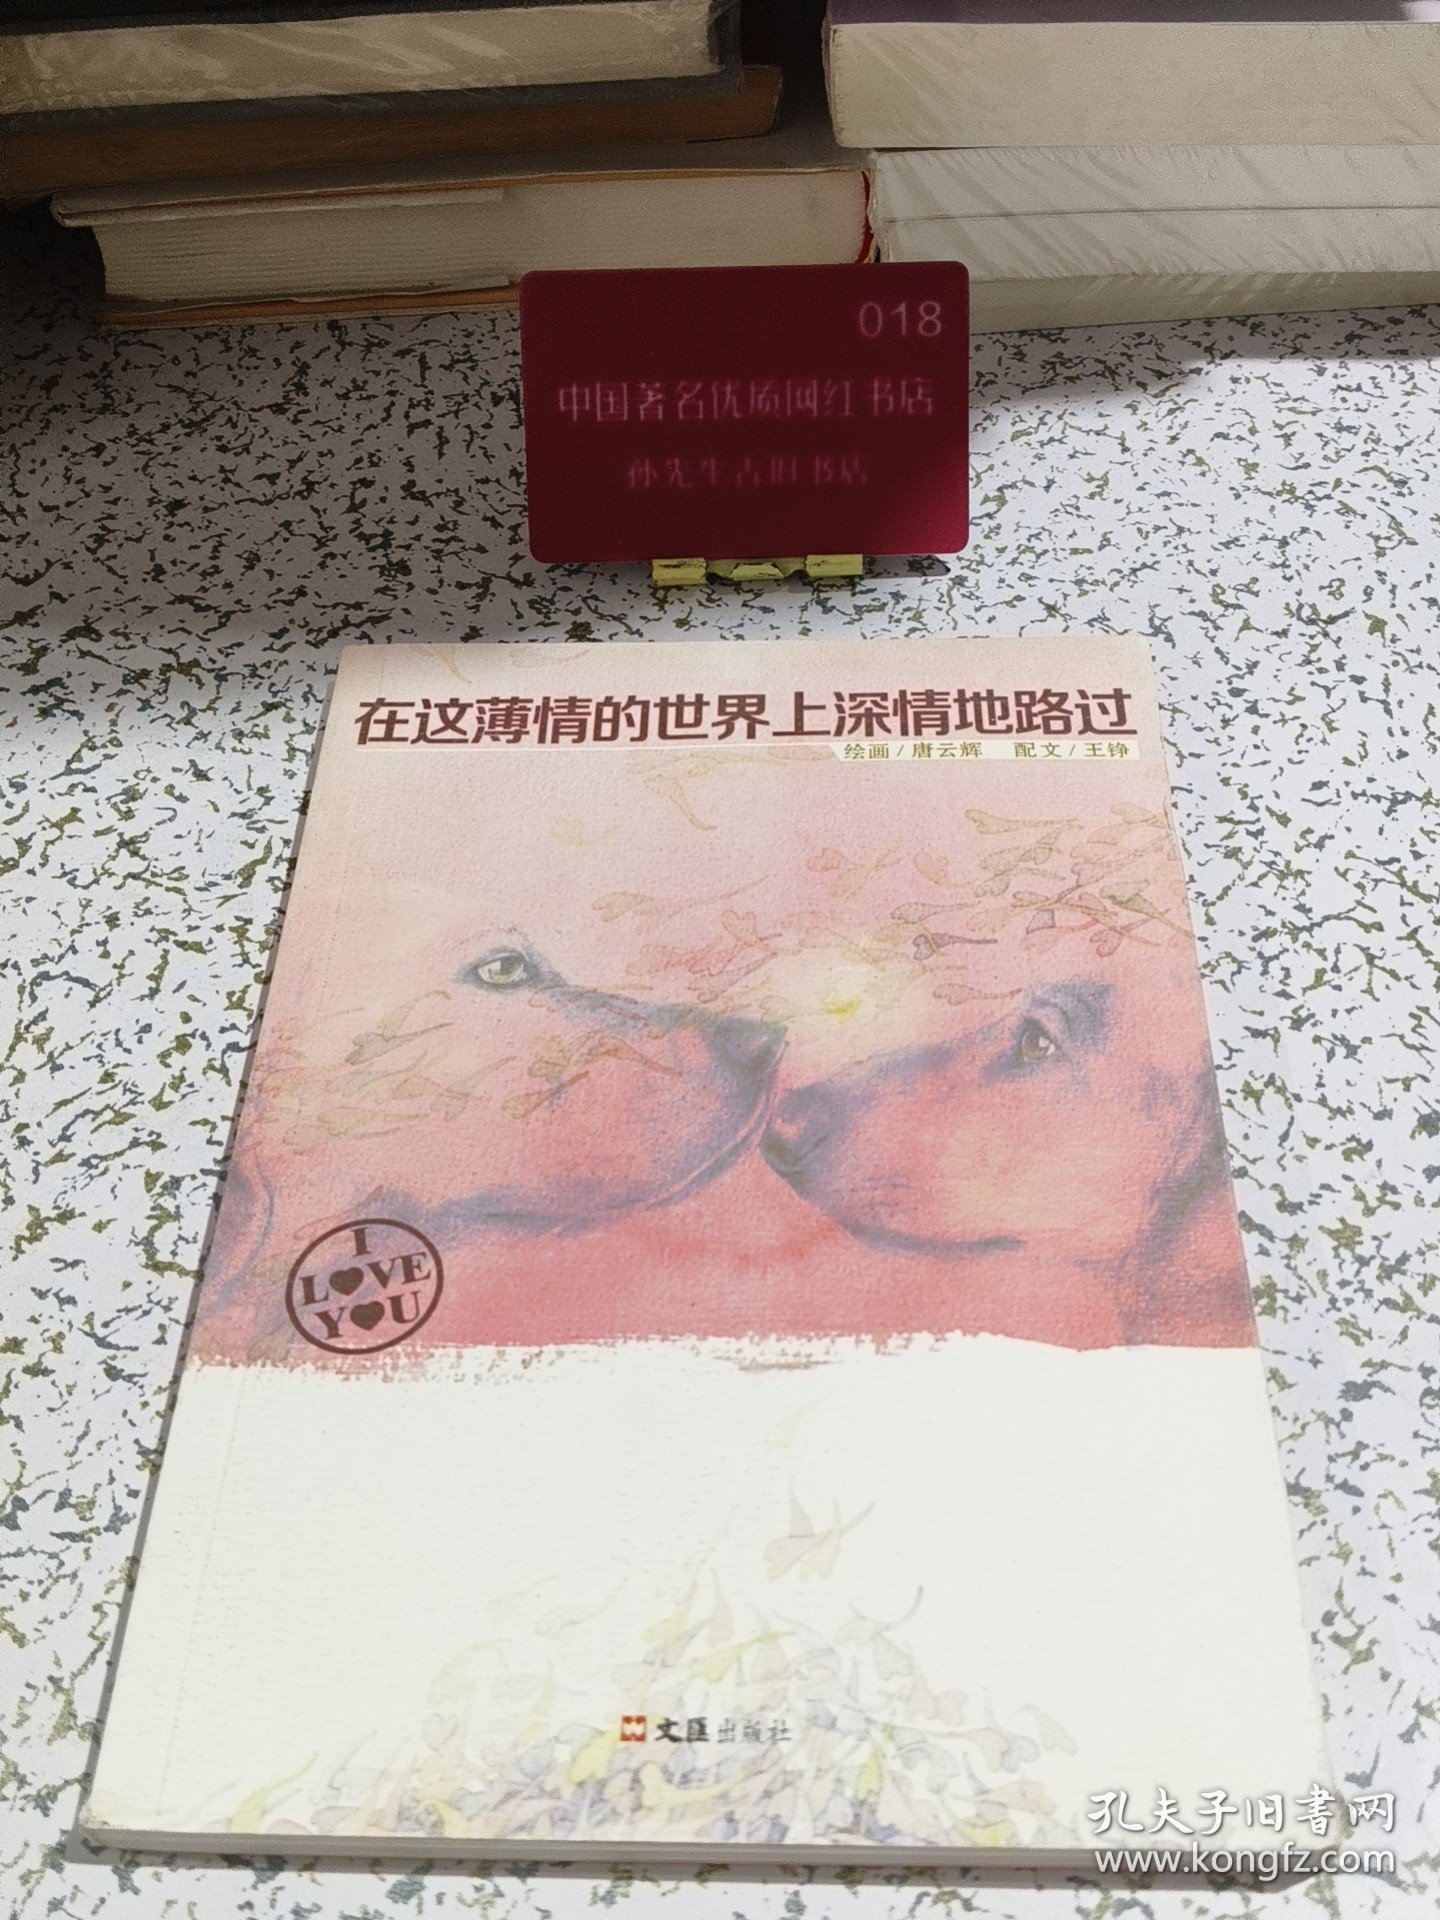 018
中国著名优质网红书店
孙先生古旧书店
在这薄情的世界上深情地路过
绘画/唐云辉 配文/王铮
I
LOVE
YOU
文匯出版社
孔夫子旧書网
www.kongfz.com